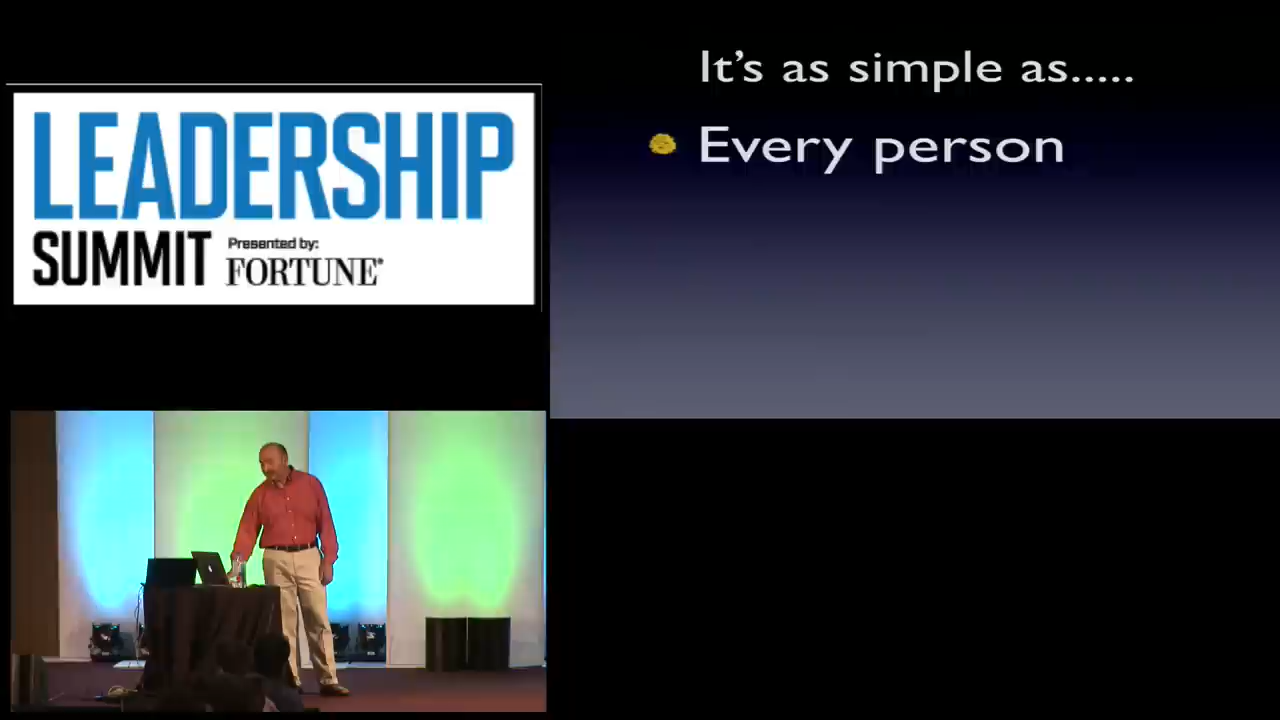 LEADERSHIP
SUMMIT
Presented by:
FORTUNE®
It's as simple as.....
Every person